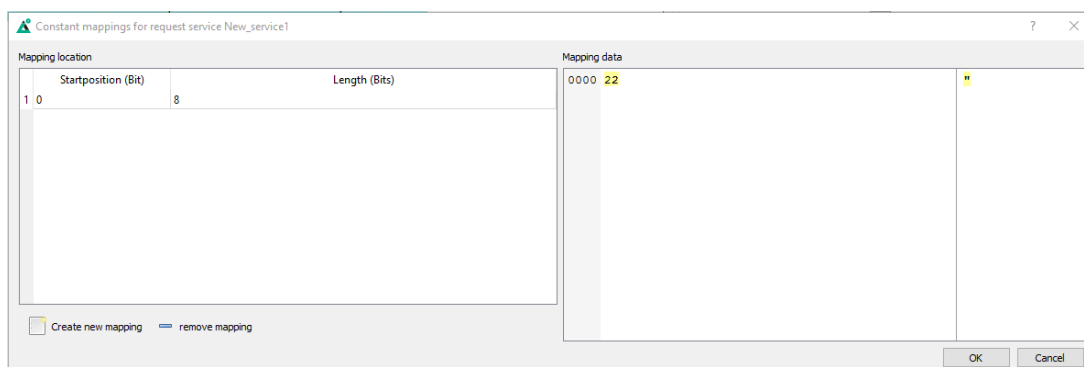 Constant mappings for request service New_service1 ?
Mapping location
Startposition (Bit) Length (Bits)
1 0 8
Create new mapping remove mapping
Mapping data
0000 22 "
OK Cancel